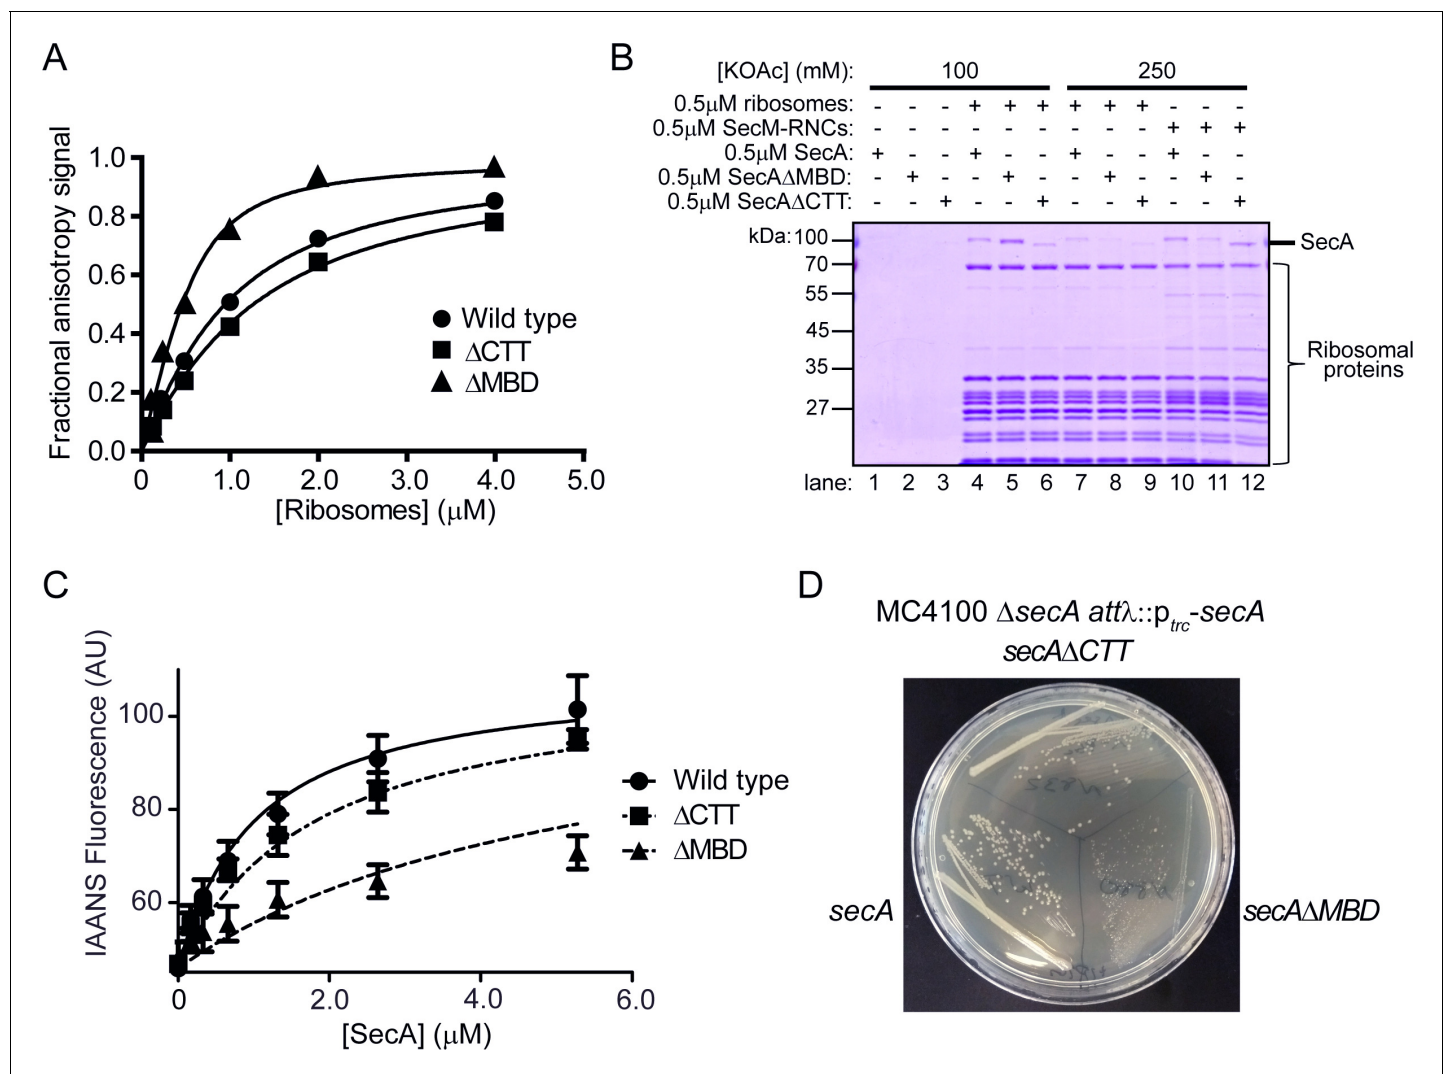 A
Fractional anisotropy signal
1.0
0.8
0.6
0.4
0.2
0.0
0 1.0 2.0 3.0 4.0 5.0
[Ribosomes] (μM)
Wild type
ΔCTT
ΔMBD
B
[KOAc] (mM): 100 250
0.5μM ribosomes: - - - + + + + + + - - -
0.5μM SecM-RNCs: - - - - - - - - - + + +
0.5μM SecA: + - - + - - + - - + - -
0.5μM SecAΔMBD: - + - - + - - + - - + -
0.5μM SecAΔCTT: - - + - - + - - + - - +
kDa: 100
70
55
45
35
27
SecA
Ribosomal
proteins
lane: 1 2 3 4 5 6 7 8 9 10 11 12
C
IAANS Fluorescence (AU)
100
80
60
0 2.0 4.0 6.0
[SecA] (μM)
Wild type
ΔCTT
ΔMBD
D
MC4100 ΔsecA attλ::ptrc-secA
secAΔCTT
secA
secAΔMBD